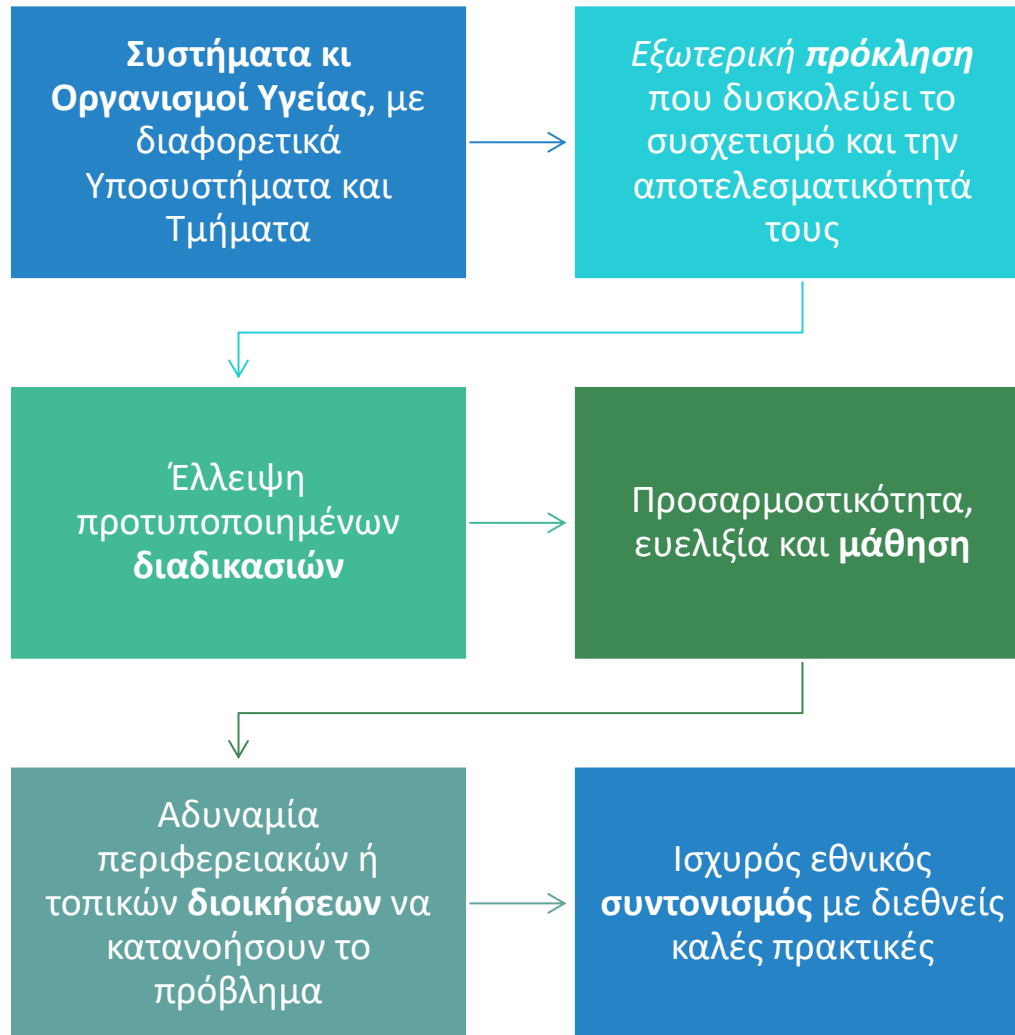 Συστήματα κι
Οργανισμοί Υγείας, με
διαφορετικά
Υποσυστήματα και
Τμήματα
Εξωτερική πρόκληση
που δυσκολεύει το
συσχετισμό και την
αποτελεσματικότητά
τους
Έλλειψη
προτυποποιημένων
διαδικασιών
Προσαρμοστικότητα,
ευελιξία και μάθηση
Αδυναμία
περιφερειακών ή
τοπικών διοικήσεων να
κατανοήσουν το
πρόβλημα
Ισχυρός εθνικός
συντονισμός με διεθνείς
καλές πρακτικές